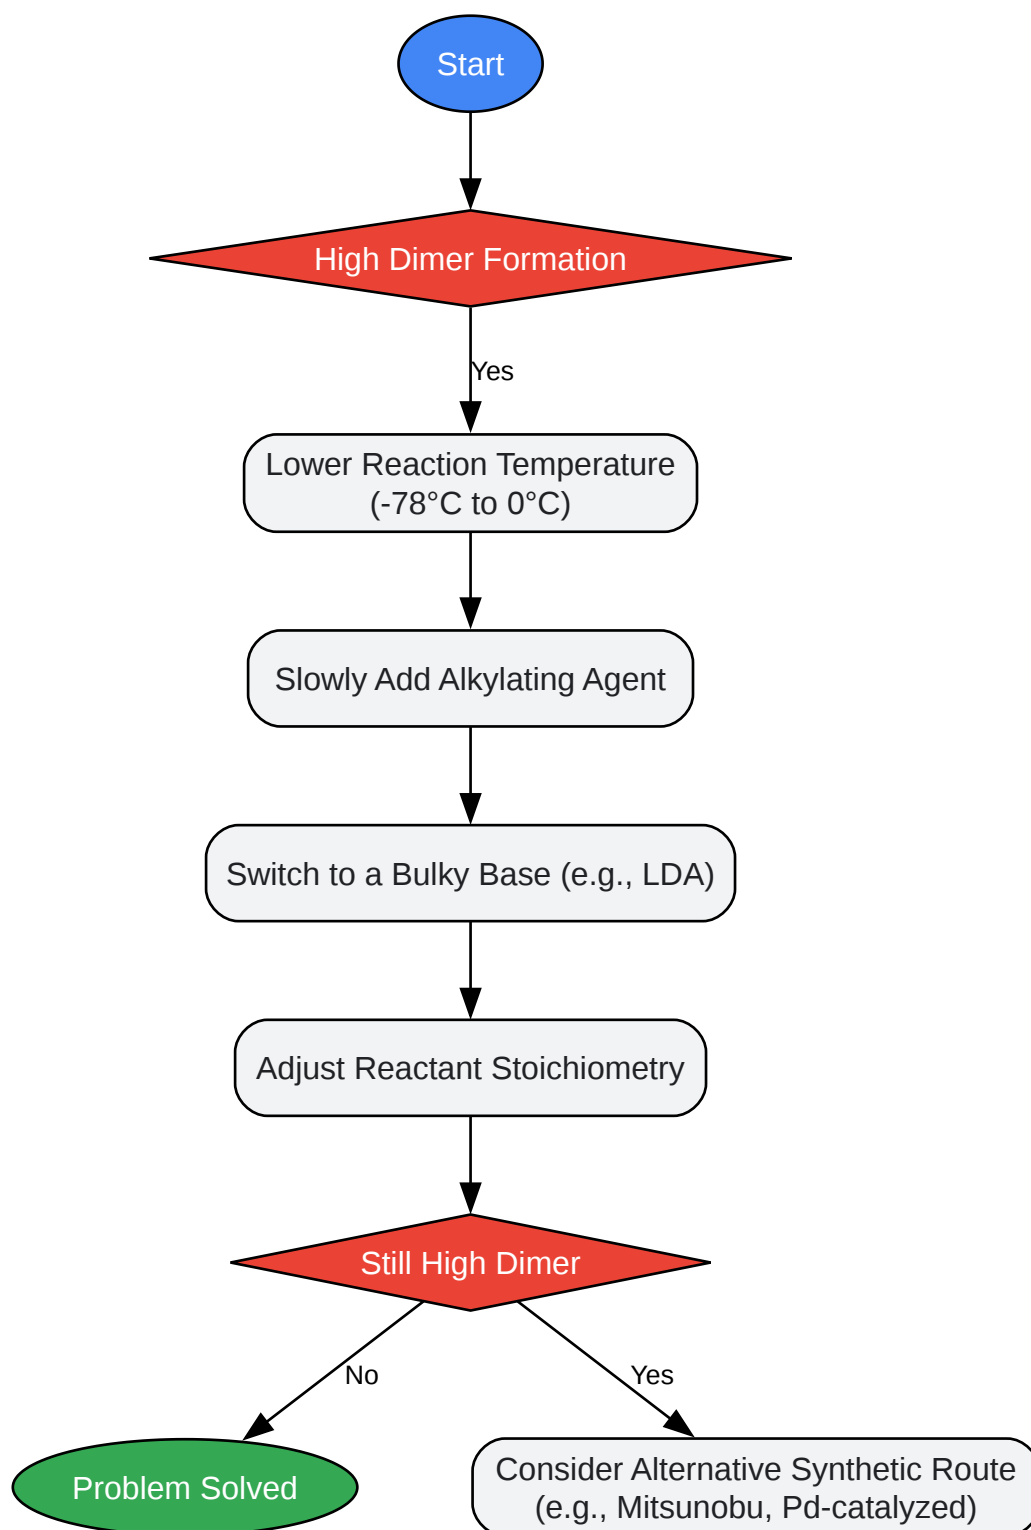 Start
High Dimer Formation
Yes
Lower Reaction Temperature
(-78°C to 0°C)
Slowly Add Alkylating Agent
Switch to a Bulky Base (e.g., LDA)
Adjust Reactant Stoichiometry
Still High Dimer
No
Yes
Problem Solved
Consider Alternative Synthetic Route
(e.g., Mitsunobu, Pd-catalyzed)